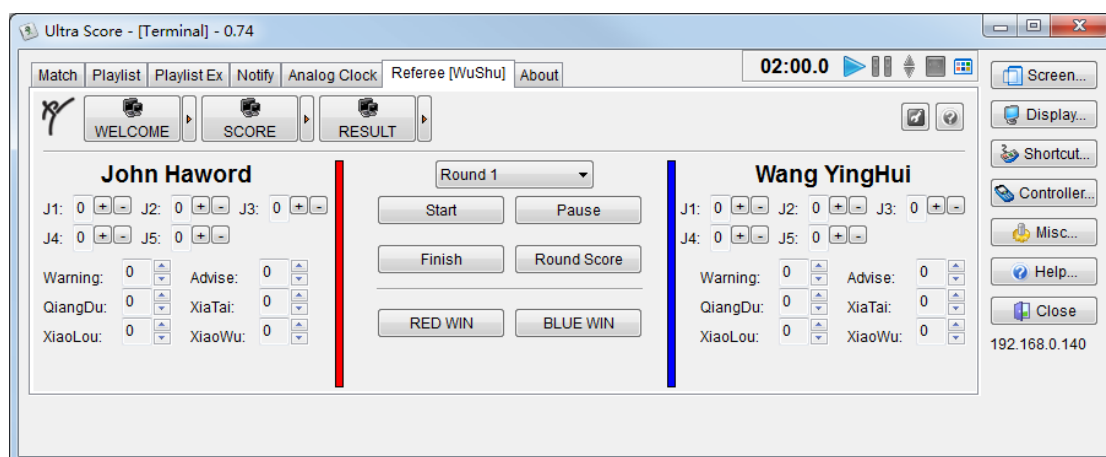 Ultra Score - [Terminal] - 0.74
Match Playlist Playlist Ex Notify Analog Clock Referee [WuShu] About
02:00.0
WELCOME SCORE RESULT
John Haword
J1: 0 + - J2: 0 + - J3: 0 + -
J4: 0 + - J5: 0 + -
Warning: 0 Advise: 0
QiangDu: 0 XiaTai: 0
XiaoLou: 0 XiaoWu: 0
Round 1
Start Pause
Finish Round Score
RED WIN BLUE WIN
Wang YingHui
J1: 0 + - J2: 0 + - J3: 0 + -
J4: 0 + - J5: 0 + -
Warning: 0 Advise: 0
QiangDu: 0 XiaTai: 0
XiaoLou: 0 XiaoWu: 0
Screen...
Display...
Shortcut...
Controller...
Misc...
Help...
Close
192.168.0.140